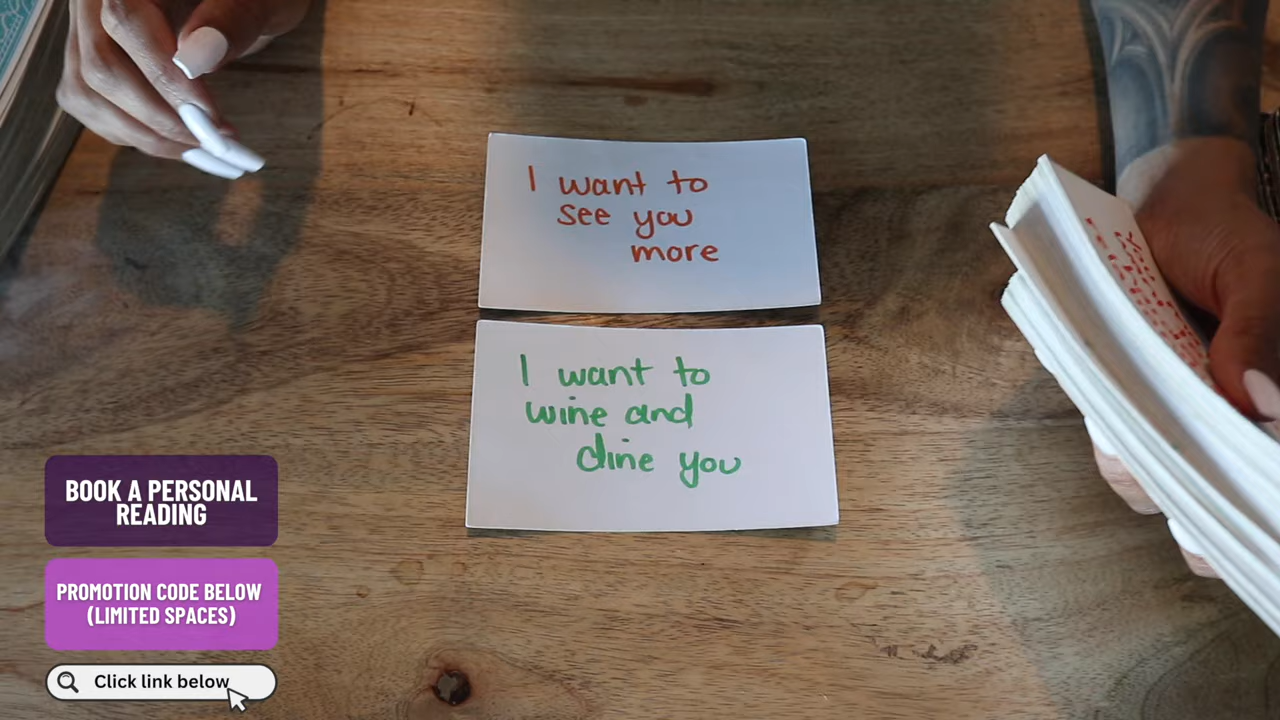 I want to
see you
more
I want to
wine and
dine you
BOOK A PERSONAL
READING
PROMOTION CODE BELOW
(LIMITED SPACES)
Click link below